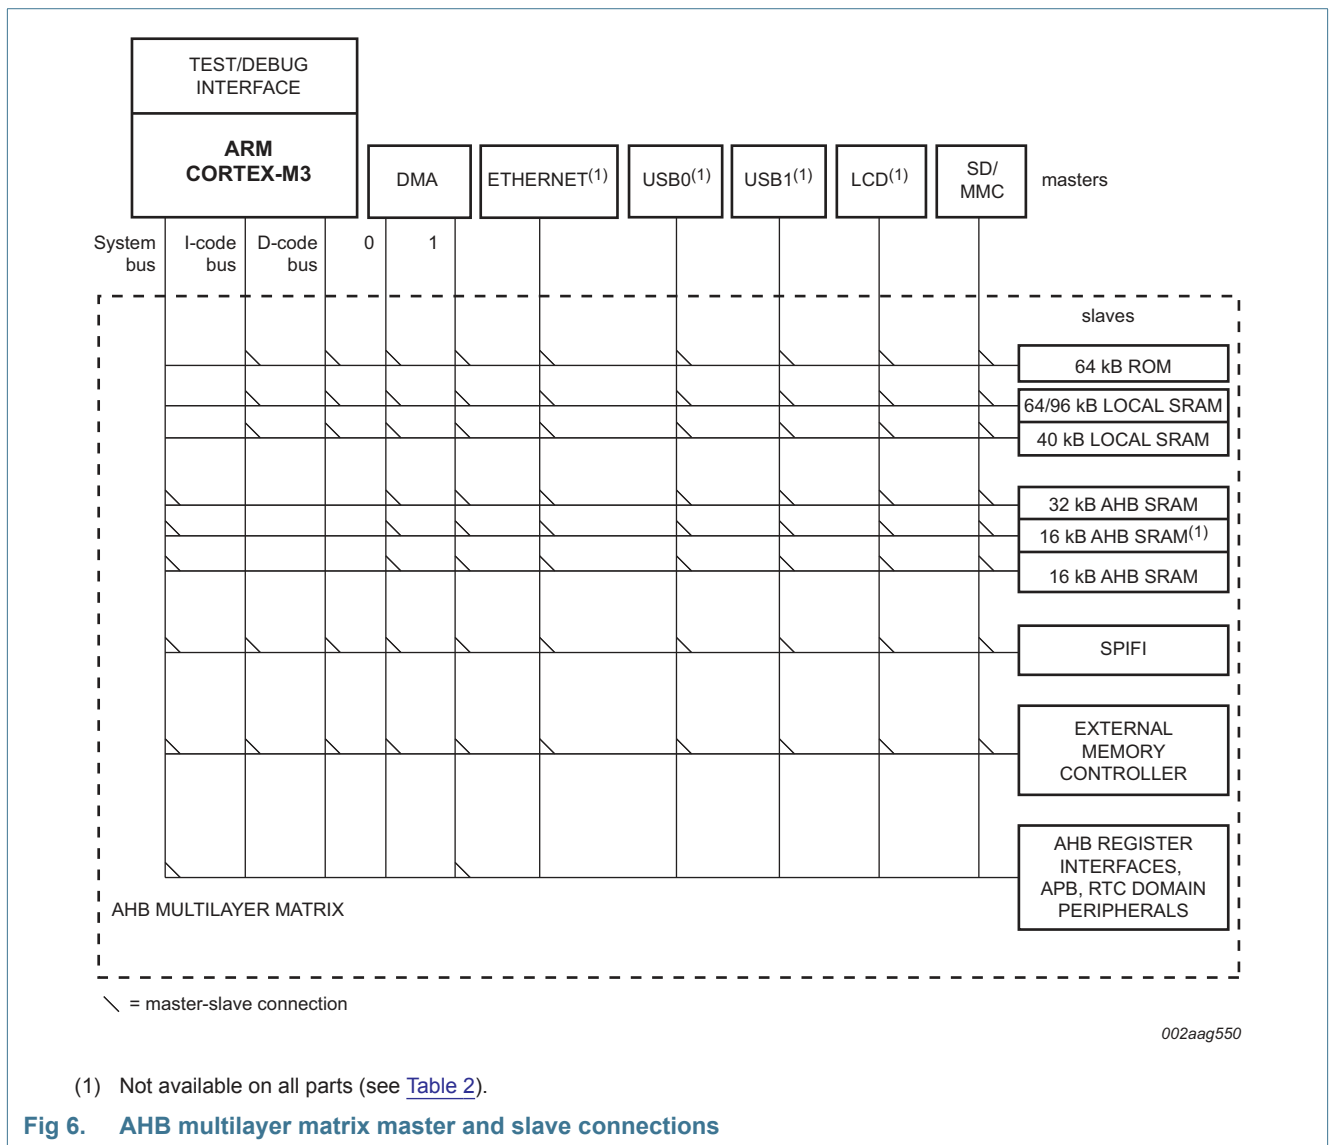 TEST/DEBUG
INTERFACE
ARM
CORTEX-M3
DMA
ETHERNET(1)
USB0(1)
USB1(1)
LCD(1)
SD/
MMC
masters
System
bus
I-code
bus
D-code
bus
0
1
slaves
64 kB ROM
64/96 kB LOCAL SRAM
40 kB LOCAL SRAM
32 kB AHB SRAM
16 kB AHB SRAM(1)
16 kB AHB SRAM
SPIFI
EXTERNAL
MEMORY
CONTROLLER
AHB REGISTER
INTERFACES,
APB, RTC DOMAIN
PERIPHERALS
AHB MULTILAYER MATRIX
= master-slave connection
002aag550
(1) Not available on all parts (see Table 2).
Fig 6. AHB multilayer matrix master and slave connections